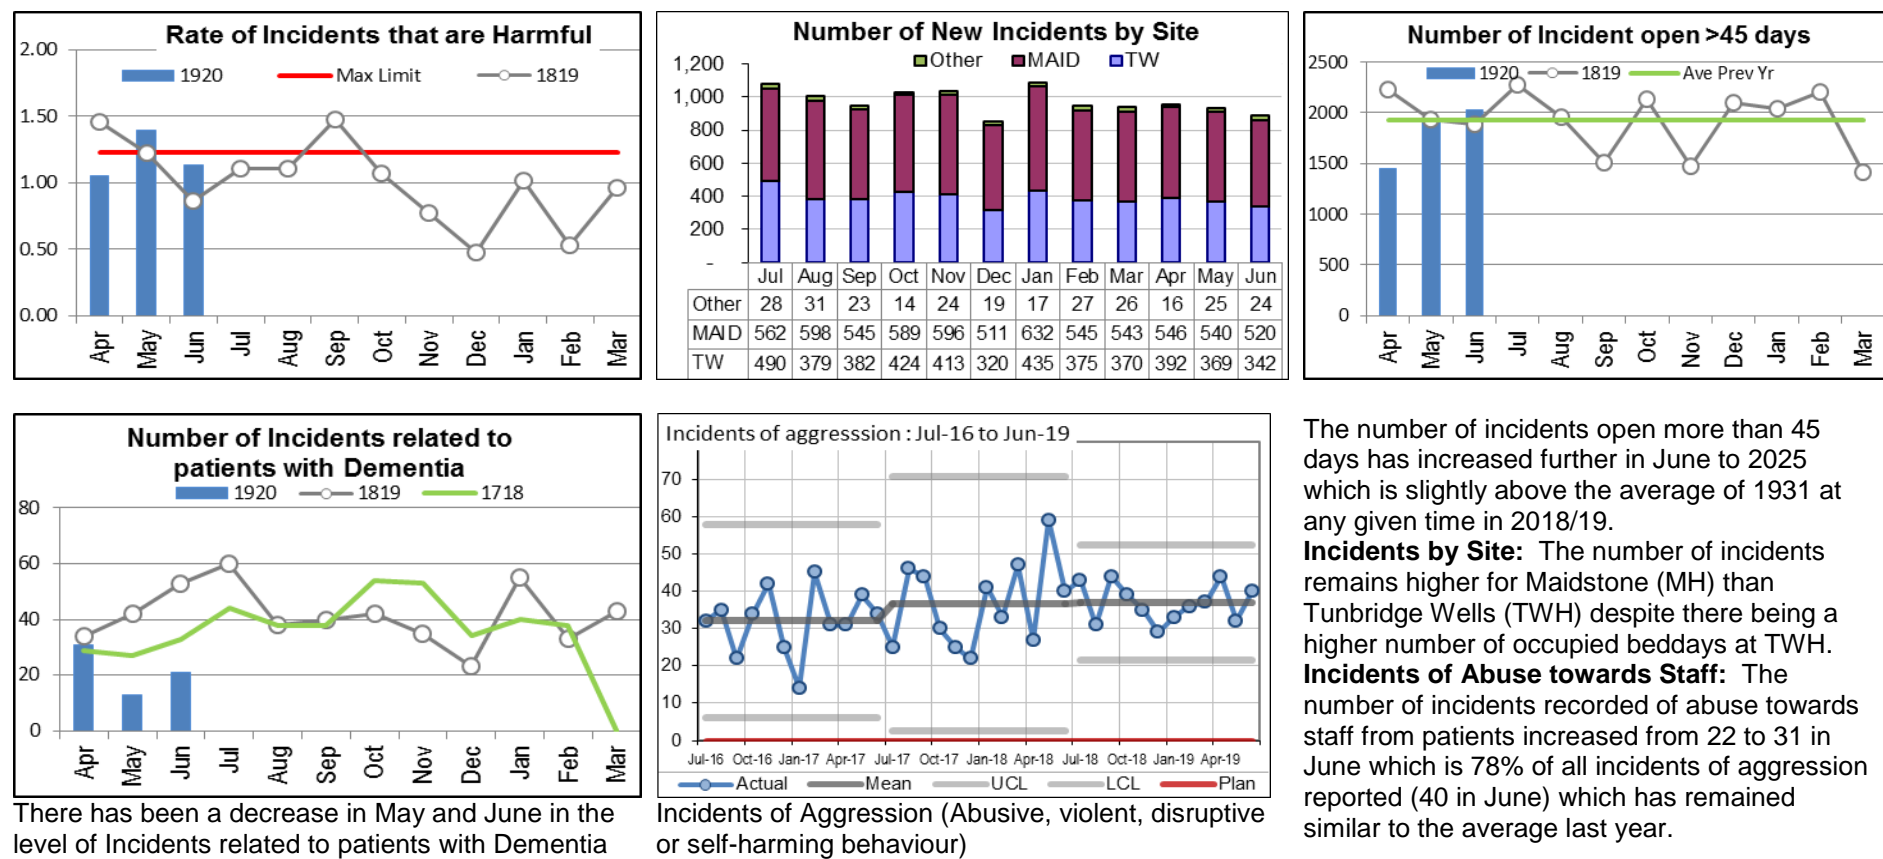 Rate of Incidents that are Harmful
1920 Max Limit 1819
2.00
1.50
1.00
0.50
0.00
Apr May Jun Jul Aug Sep Oct Nov Dec Jan Feb Mar
Number of New Incidents by Site
Other MAID TW
1,200
1,000
800
600
400
200
-
Jul Aug Sep Oct Nov Dec Jan Feb Mar Apr May Jun
Other 28 31 23 14 24 19 17 27 26 16 25 24
MAID 562 598 545 589 596 511 632 545 543 546 540 520
TW 490 379 382 424 413 320 435 375 370 392 369 342
Number of Incident open >45 days
1920 1819 Ave Prev Yr
2500
2000
1500
1000
500
0
Apr May Jun Jul Aug Sep Oct Nov Dec Jan Feb Mar
Number of Incidents related to
patients with Dementia
1920 1819 1718
80
60
40
20
0
Apr May Jun Jul Aug Sep Oct Nov Dec Jan Feb Mar
There has been a decrease in May and June in the
level of Incidents related to patients with Dementia
Incidents of aggresssion : Jul-16 to Jun-19
70
60
50
40
30
20
10
0
Jul-16 Oct-16 Jan-17 Apr-17 Jul-17 Oct-17 Jan-18 Apr-18 Jul-18 Oct-18 Jan-19 Apr-19
Actual Mean UCL LCL Plan
Incidents of Aggression (Abusive, violent, disruptive
or self-harming behaviour)
The number of incidents open more than 45
days has increased further in June to 2025
which is slightly above the average of 1931 at
any given time in 2018/19.
Incidents by Site: The number of incidents
remains higher for Maidstone (MH) than
Tunbridge Wells (TWH) despite there being a
higher number of occupied beddays at TWH.
Incidents of Abuse towards Staff: The
number of incidents recorded of abuse towards
staff from patients increased from 22 to 31 in
June which is 78% of all incidents of aggression
reported (40 in June) which has remained
similar to the average last year.